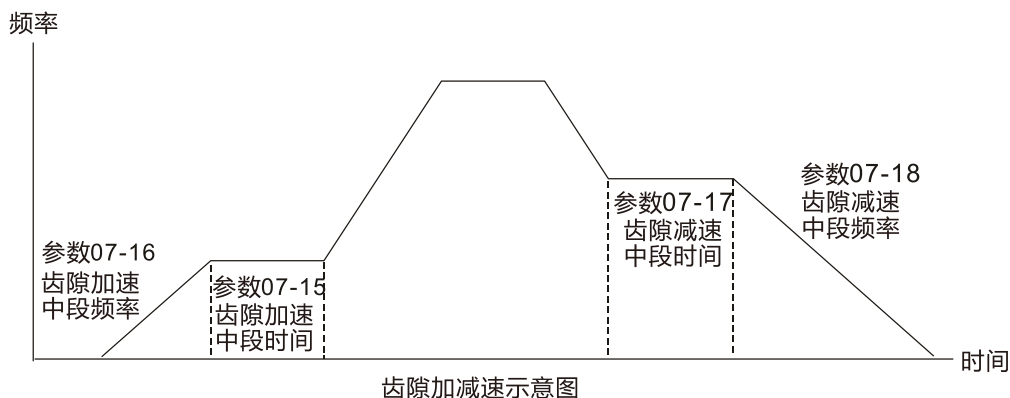 频率
参数07-16
齿隙加速
中段频率
参数07-15
齿隙加速
中段时间
参数07-17
齿隙减速
中段时间
参数07-18
齿隙减速
中段频率
时间
齿隙加减速示意图